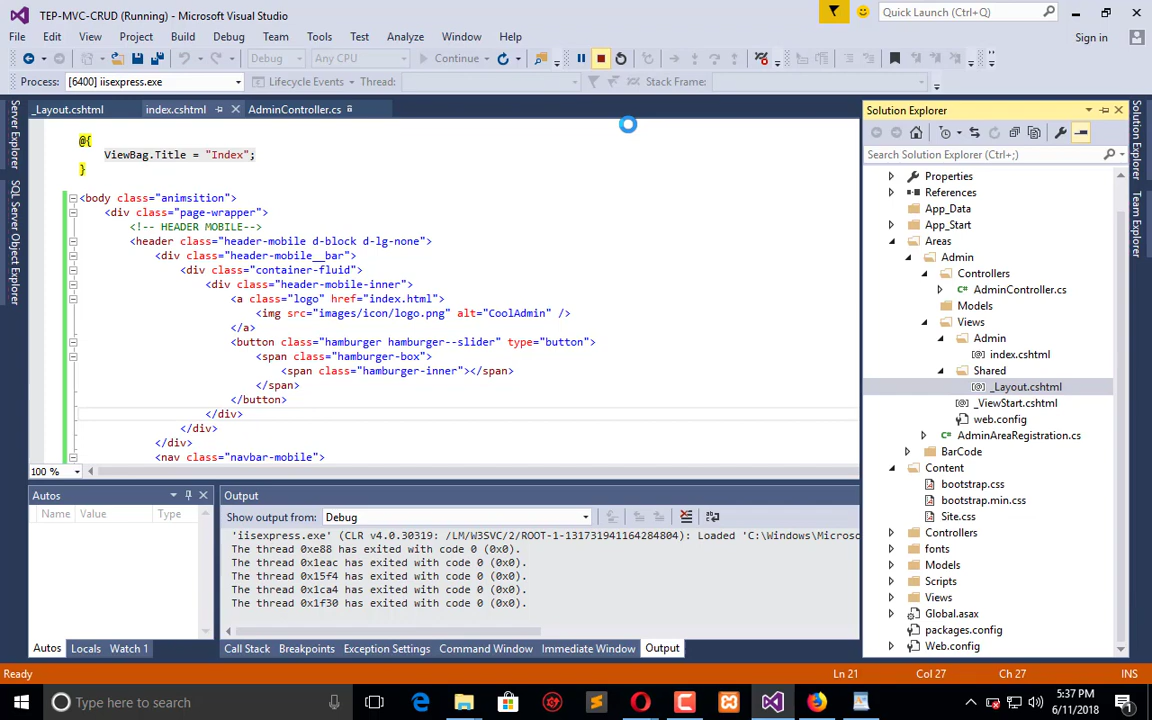 TEP-MVC-CRUD (Running) - Microsoft Visual Studio
Quick Launch (Ctrl+Q)
File Edit View Project Build Debug Team Tools Test Analyze Window Help
Sign in
Debug Any CPU Continue
Process: [6400] iisexpress.exe Lifecycle Events Thread: Stack Frame:
_Layout.cshtml index.cshtml AdminController.cs
Server Explorer
SQL Server Object Explorer
@{
ViewBag.Title = "Index";
}
<body class="animsition">
<div class="page-wrapper">
<!-- HEADER MOBILE-->
<header class="header-mobile d-block d-lg-none">
<div class="header-mobile__bar">
<div class="container-fluid">
<div class="header-mobile-inner">
<a class="logo" href="index.html">
<img src="images/icon/logo.png" alt="CoolAdmin" />
</a>
<button class="hamburger hamburger--slider" type="button">
<span class="hamburger-box">
<span class="hamburger-inner"></span>
</span>
</button>
</div>
</div>
</div>
<nav class="navbar-mobile">
100 %
Autos
Name Value Type
Autos Locals Watch 1
Output
Show output from: Debug
'iisexpress.exe' (CLR v4.0.30319: /LM/W3SVC/2/ROOT-1-131731941164284804): Loaded 'C:\Windows\Microso
The thread 0xe88 has exited with code 0 (0x0).
The thread 0x1eac has exited with code 0 (0x0).
The thread 0x15f4 has exited with code 0 (0x0).
The thread 0x1ca4 has exited with code 0 (0x0).
The thread 0x1f30 has exited with code 0 (0x0).
Call Stack Breakpoints Exception Settings Command Window Immediate Window Output
Solution Explorer
Search Solution Explorer (Ctrl+;)
Properties
References
App_Data
App_Start
Areas
Admin
Controllers
AdminController.cs
Models
Views
Admin
index.cshtml
Shared
_Layout.cshtml
_ViewStart.cshtml
web.config
AdminAreaRegistration.cs
BarCode
Content
bootstrap.css
bootstrap.min.css
Site.css
Controllers
fonts
Models
Scripts
Views
Global.asax
packages.config
Web.config
Solution Explorer
Team Explorer
Ready Ln 21 Col 27 Ch 27 INS
Type here to search
5:37 PM
6/11/2018
1